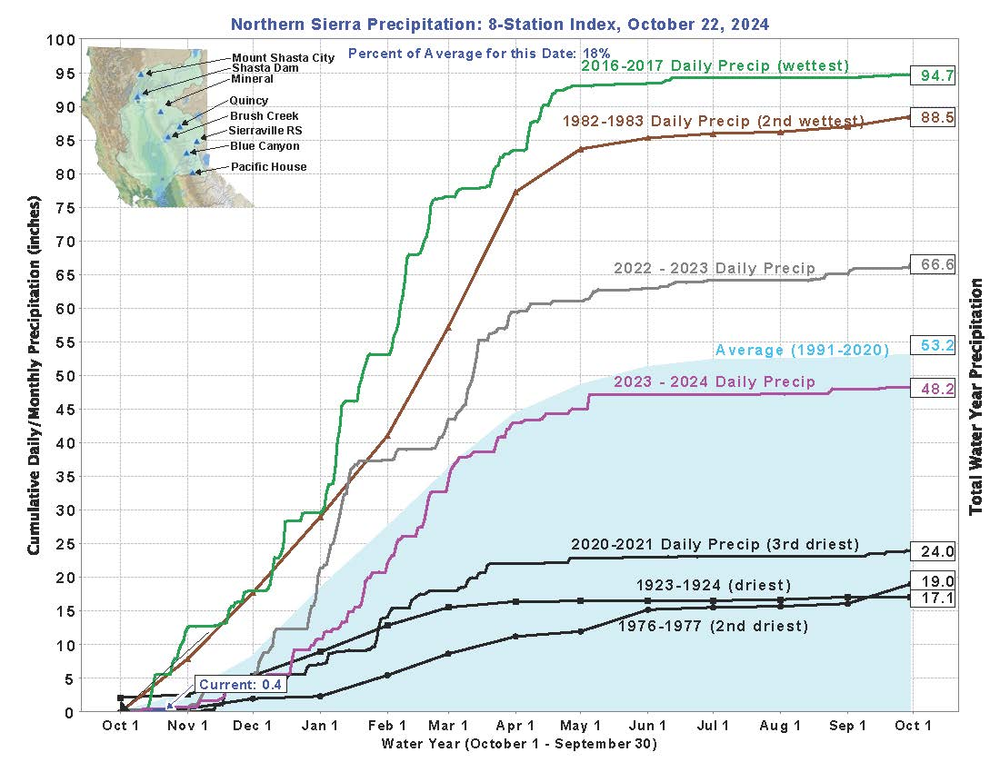 Northern Sierra Precipitation: 8-Station Index, October 22, 2024
Percent of Average for this Date: 18%
Mount Shasta City
Shasta Dam
Mineral
Quincy
Brush Creek
Sierraville RS
Blue Canyon
Pacific House
2016-2017 Daily Precip (wettest)
94.7
1982-1983 Daily Precip (2nd wettest)
88.5
2022 - 2023 Daily Precip
66.6
Average (1991-2020)
53.2
2023 - 2024 Daily Precip
48.2
2020-2021 Daily Precip (3rd driest)
24.0
1923-1924 (driest)
19.0
17.1
1976-1977 (2nd driest)
Current: 0.4
Cumulative Daily/Monthly Precipitation (inches)
100
95
90
85
80
75
70
65
60
55
50
45
40
35
30
25
20
15
10
5
0
Total Water Year Precipitation
Oct 1 Nov 1 Dec 1 Jan 1 Feb 1 Mar 1 Apr 1 May 1 Jun 1 Jul 1 Aug 1 Sep 1 Oct 1
Water Year (October 1 - September 30)